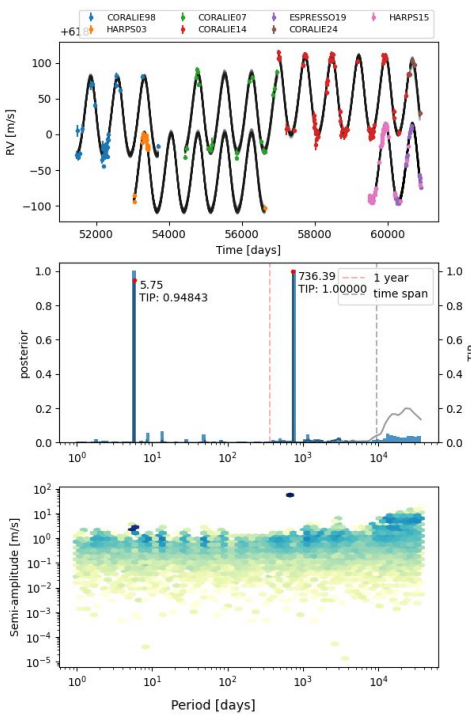 CORALIE98 CORALIE07 ESPRESSO19 HARPS15
HARPS03 CORALIE14 CORALIE24
100
50
0
−50
−100
RV [m/s]
52000 54000 56000 58000 60000
Time [days]
1.0
0.8
0.6
0.4
0.2
0.0
posterior
5.75
TIP: 0.94843
736.39
TIP: 1.00000
1 year
time span
1.0
0.8
0.6
0.4
0.2
0.0
TIP
10⁰ 10¹ 10² 10³ 10⁴
10²
10¹
10⁰
10⁻¹
10⁻²
10⁻³
10⁻⁴
10⁻⁵
Semi-amplitude [m/s]
10⁰ 10¹ 10² 10³ 10⁴
Period [days]